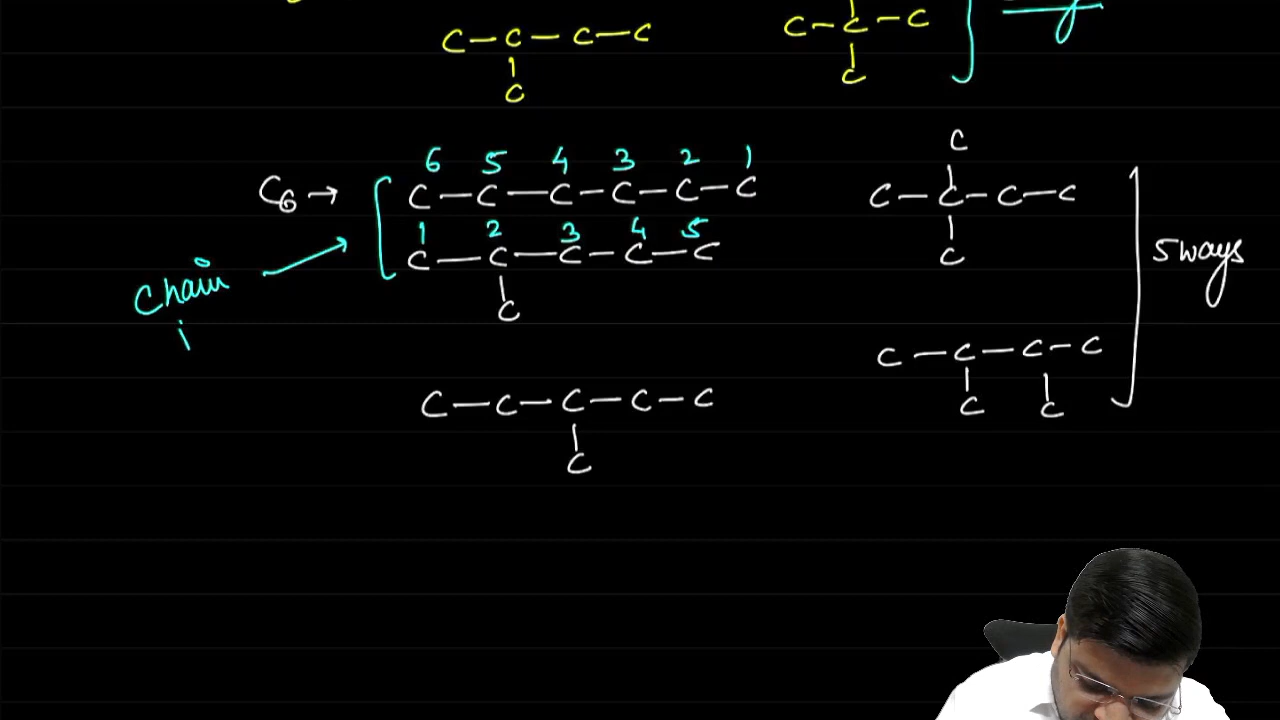 C–C–C–C
C
C–C–C
C
6 5 4 3 2 1
C6 → C–C–C–C–C–C
1 2 3 4 5
C–C–C–C–C
C
Chain
i
C–C–C–C–C
C
C
C–C–C–C
C
C–C–C–C
C C
5 ways